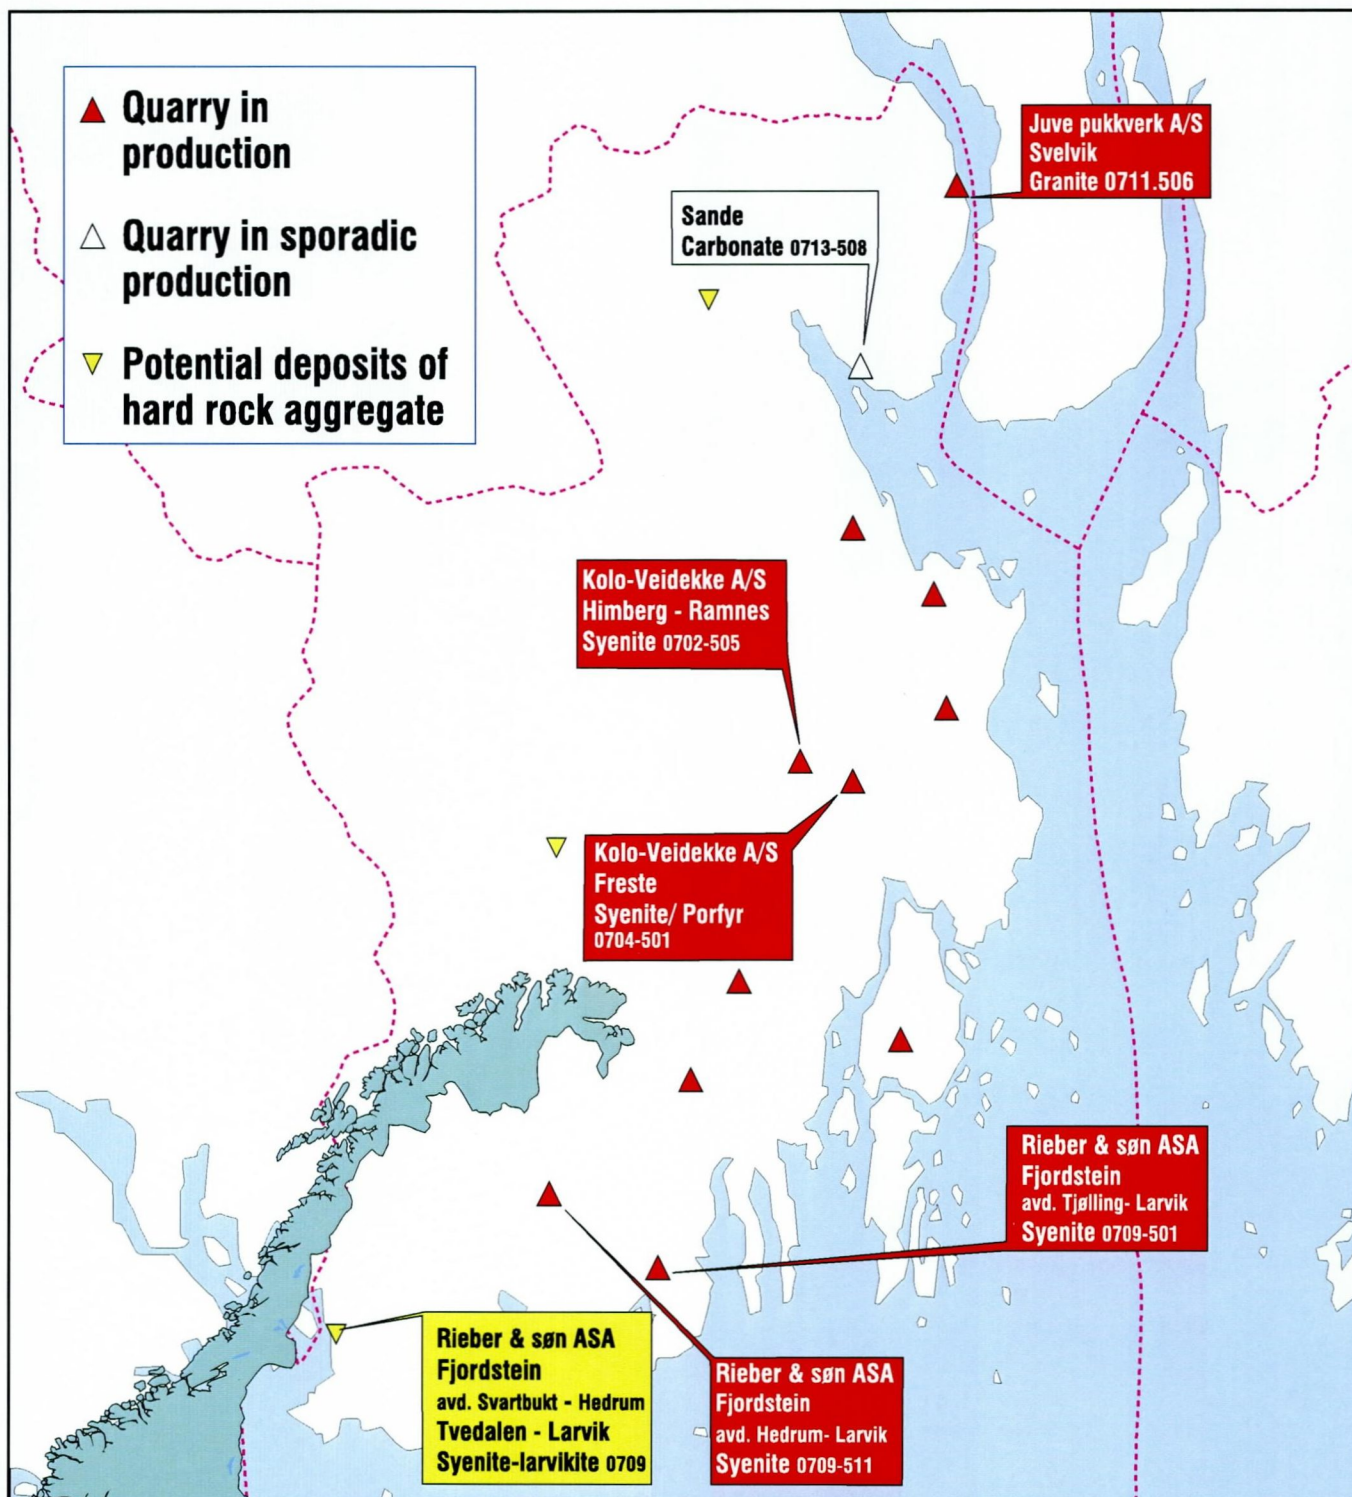 Quarry in
production
Quarry in sporadic
production
Potential deposits of
hard rock aggregate
Juve pukkverk A/S
Svelvik
Granite 0711.506
Sande
Carbonate 0713-508
Kolo-Veidekke A/S
Himberg - Ramnes
Syenite 0702-505
Kolo-Veidekke A/S
Freste
Syenite/ Porfyr
0704-501
Rieber & søn ASA
Fjordstein
avd. Tjølling- Larvik
Syenite 0709-501
Rieber & søn ASA
Fjordstein
avd. Svartbukt - Hedrum
Tvedalen - Larvik
Syenite-larvikite 0709
Rieber & søn ASA
Fjordstein
avd. Hedrum- Larvik
Syenite 0709-511